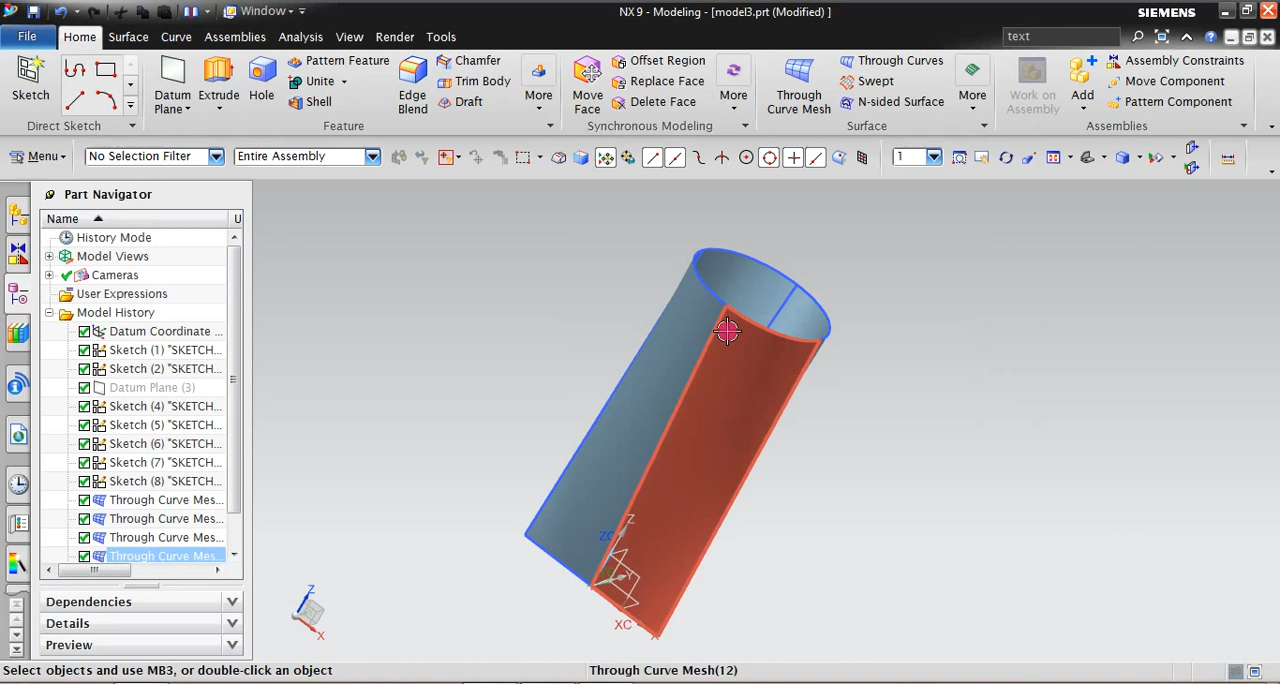 Window
NX 9 - Modeling - [model3.prt (Modified) ]
SIEMENS
File Home Surface Curve Assemblies Analysis View Render Tools
text
Sketch
Direct Sketch
Datum Plane
Extrude
Hole
Pattern Feature
Unite
Shell
Edge Blend
Chamfer
Trim Body
Draft
More
Feature
Move Face
Offset Region
Replace Face
Delete Face
More
Synchronous Modeling
Through Curve Mesh
Through Curves
Swept
N-sided Surface
More
Surface
Work on Assembly
Add
Assembly Constraints
Move Component
Pattern Component
Assemblies
Menu
No Selection Filter
Entire Assembly
1
Part Navigator
Name U
History Mode
Model Views
Cameras
User Expressions
Model History
Datum Coordinate ...
Sketch (1) "SKETCH...
Sketch (2) "SKETCH...
Datum Plane (3)
Sketch (4) "SKETCH...
Sketch (5) "SKETCH...
Sketch (6) "SKETCH...
Sketch (7) "SKETCH...
Sketch (8) "SKETCH...
Through Curve Mes...
Through Curve Mes...
Through Curve Mes...
Through Curve Mes...
Dependencies
Details
Preview
Z
X
Z
ZC
Y
XC
X
Select objects and use MB3, or double-click an object
Through Curve Mesh(12)